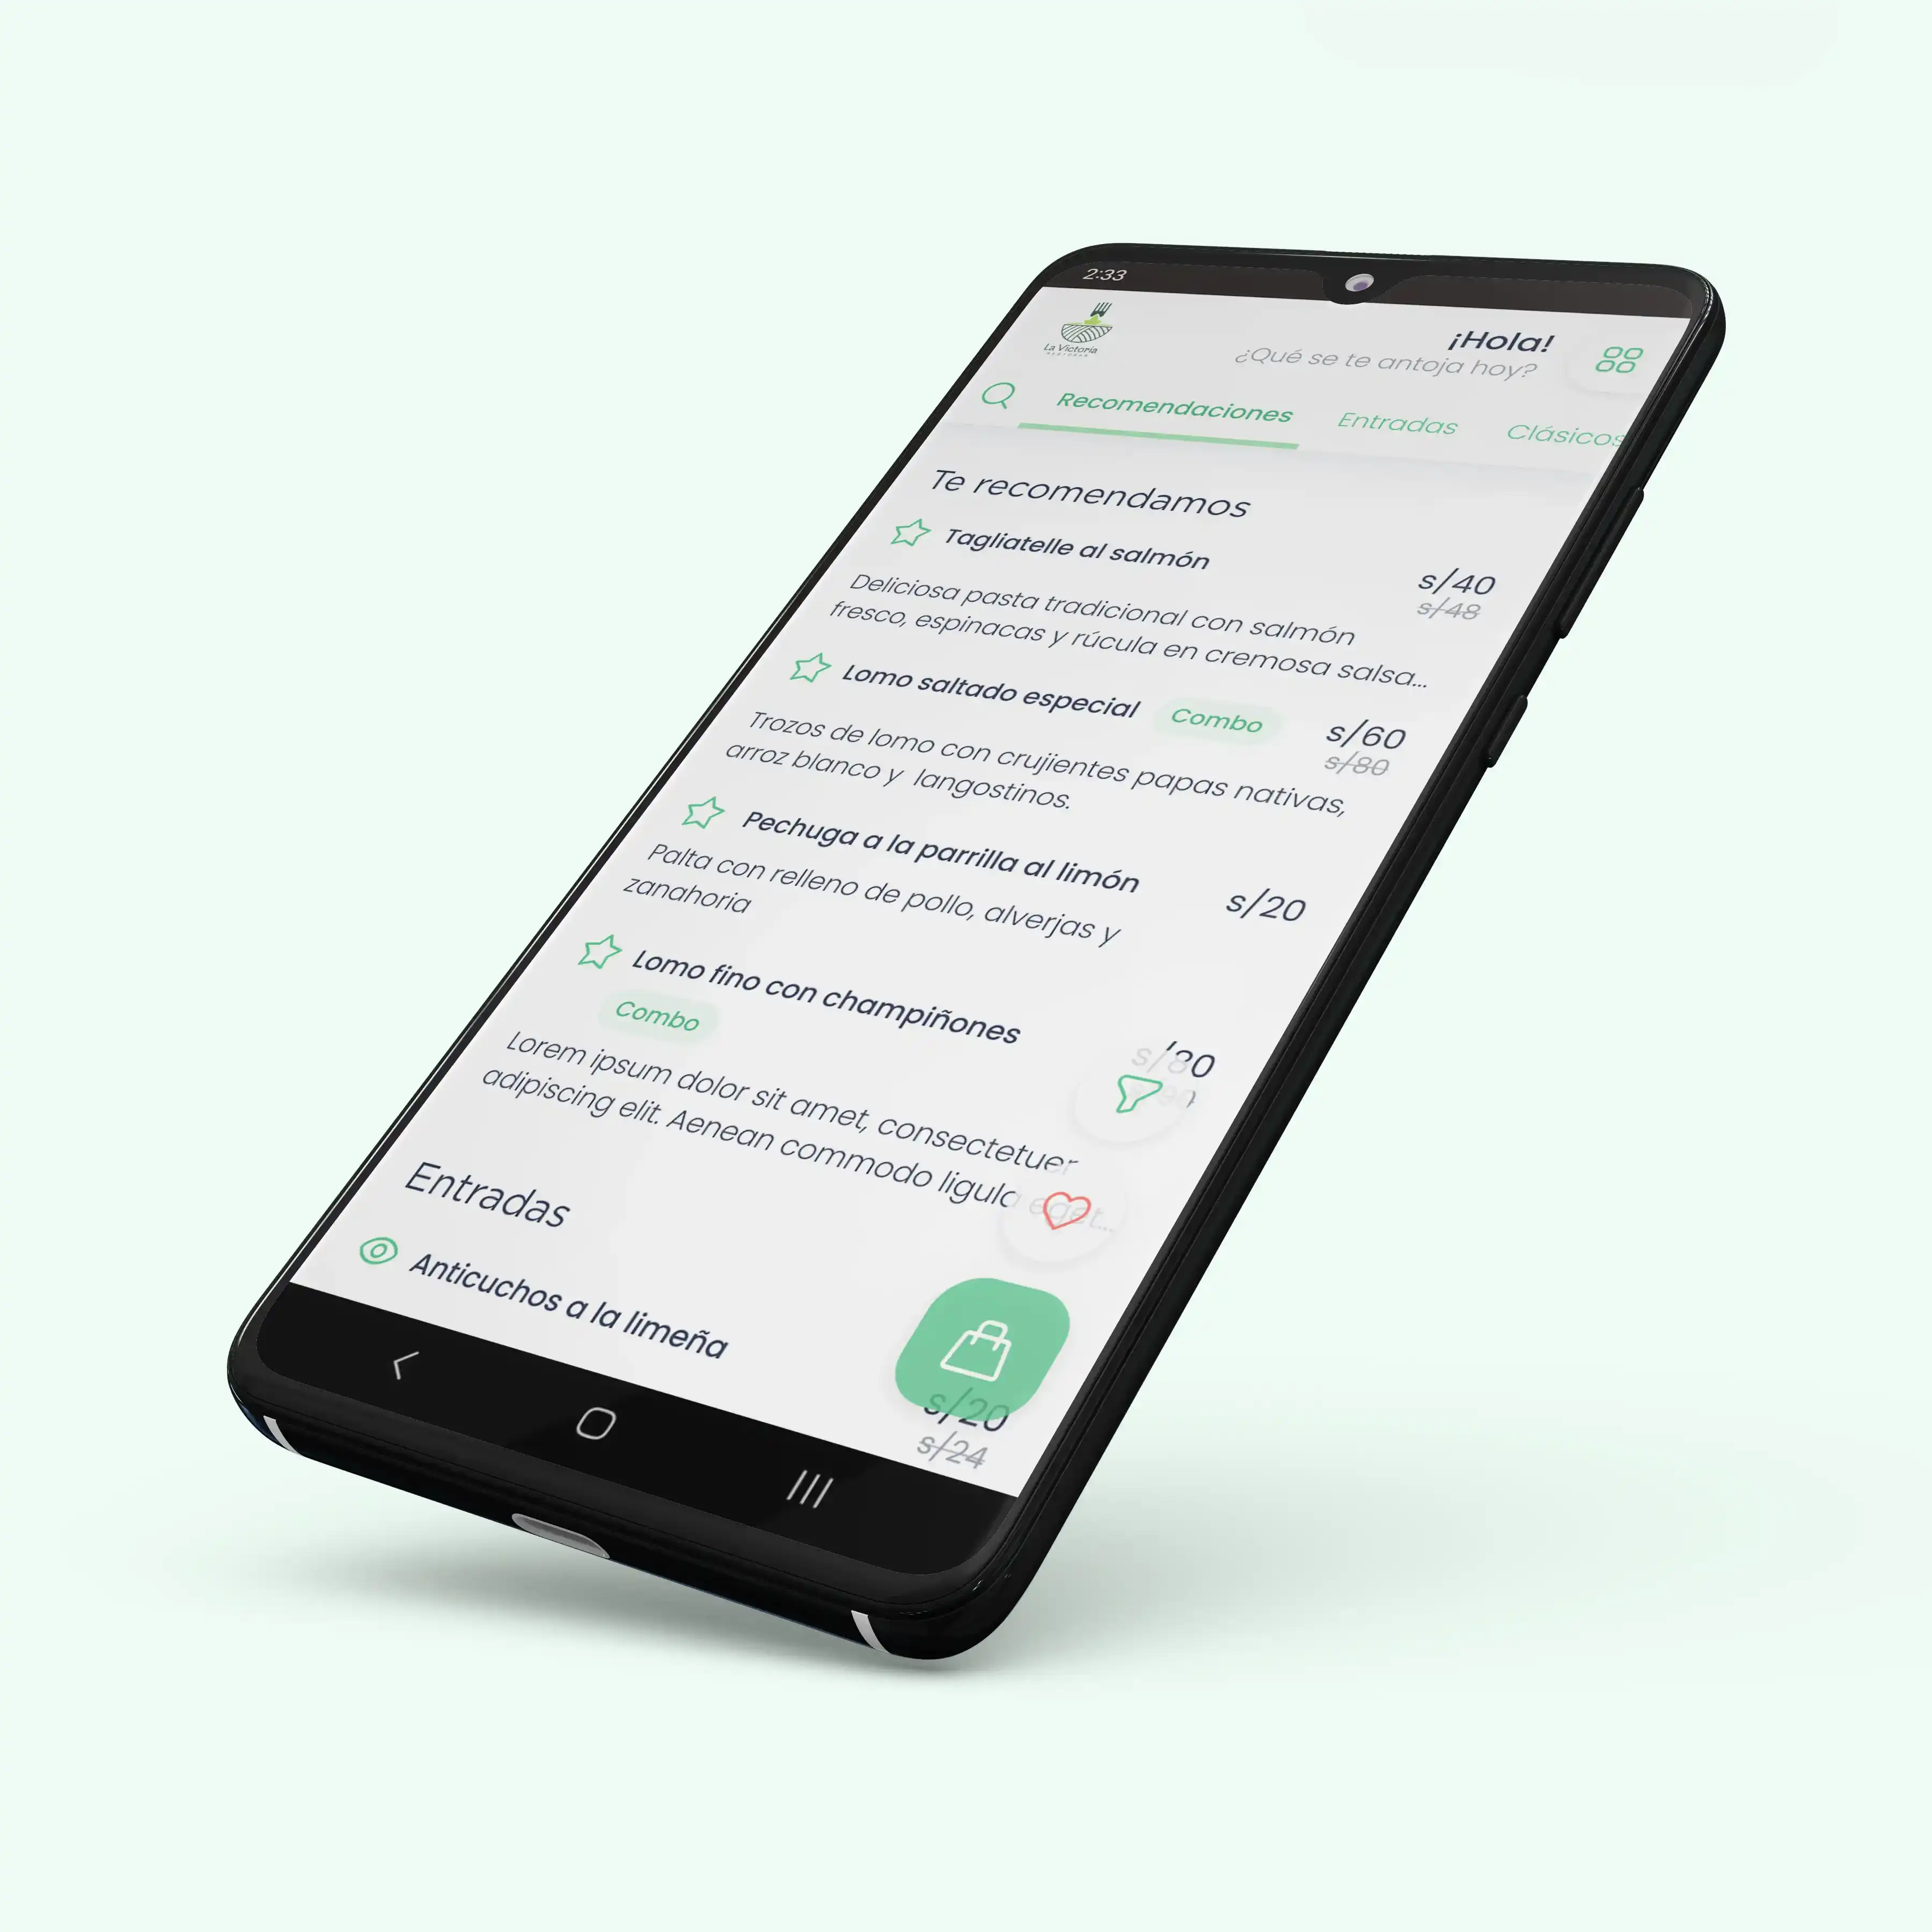 2:33
La Victoria
¡Hola!
¿Qué se te antoja hoy?
Recomendaciones Entradas Clásicos
Te recomendamos
Tagliatelle al salmón
s/40
s/48
Deliciosa pasta tradicional con salmón
fresco, espinacas y rúcula en cremosa salsa...
Lomo saltado especial Combo
s/60
s/80
Trozos de lomo con crujientes papas nativas,
arroz blanco y langostinos.
Pechuga a la parrilla al limón
s/20
Palta con relleno de pollo, alverjas y
zanahoria
Lomo fino con champiñones
Combo
s/80
Lorem ipsum dolor sit amet, consectetuer
adipiscing elit. Aenean commodo ligula eget...
Entradas
Anticuchos a la limeña
s/20
s/24